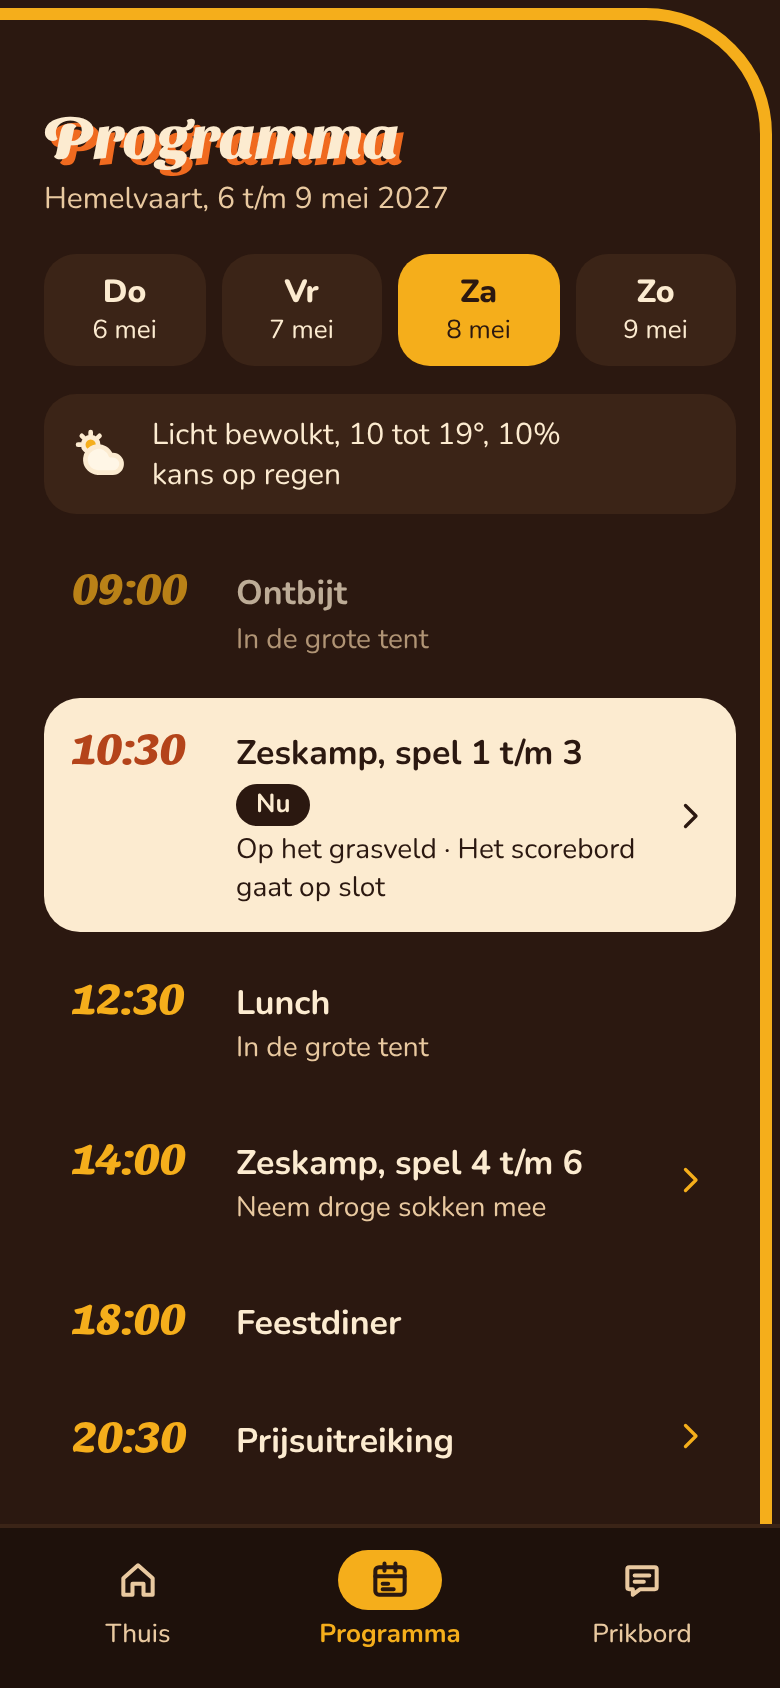 Programma
Hemelvaart, 6 t/m 9 mei 2027
Do
6 mei
Vr
7 mei
Za
8 mei
Zo
9 mei
Licht bewolkt, 10 tot 19°, 10%
kans op regen
09:00
Ontbijt
In de grote tent
10:30
Zeskamp, spel 1 t/m 3
Nu
Op het grasveld · Het scorebord
gaat op slot
12:30
Lunch
In de grote tent
14:00
Zeskamp, spel 4 t/m 6
Neem droge sokken mee
18:00
Feestdiner
20:30
Prijsuitreiking
Thuis
Programma
Prikbord